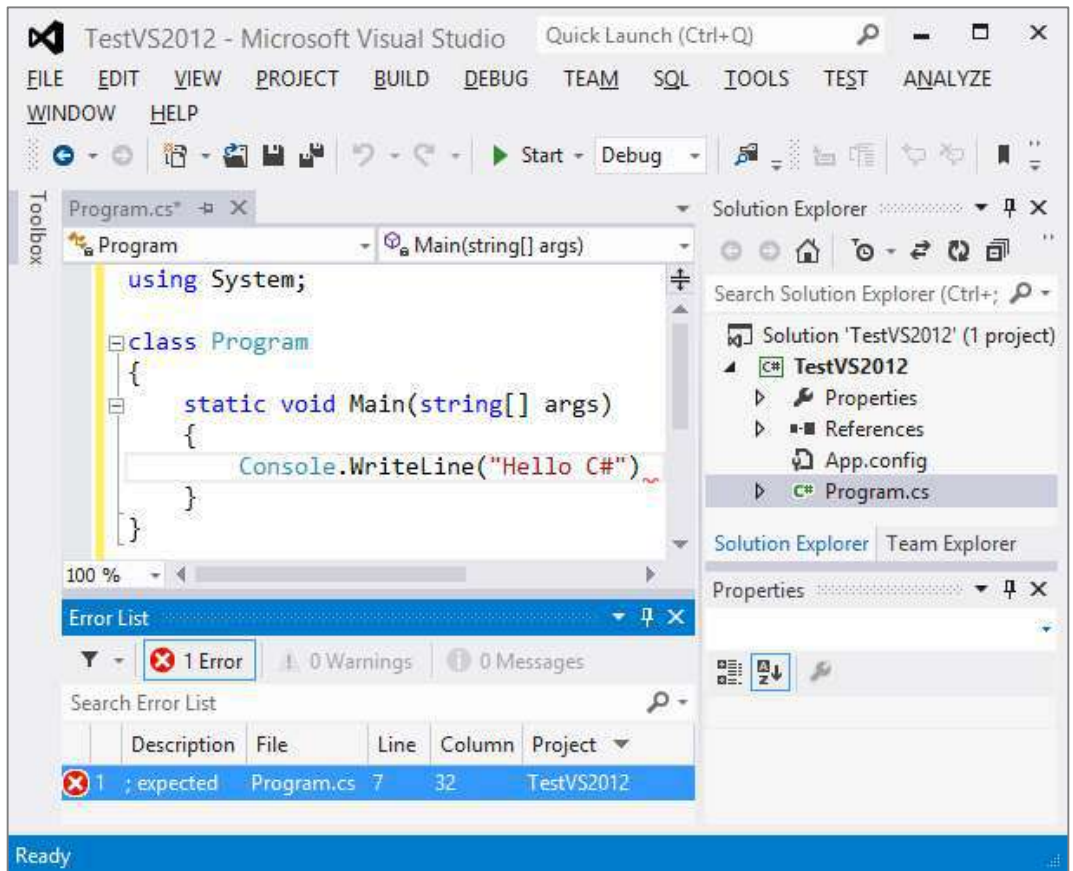 TestVS2012 - Microsoft Visual Studio Quick Launch (Ctrl+Q)
FILE EDIT VIEW PROJECT BUILD DEBUG TEAM SQL TOOLS TEST ANALYZE
WINDOW HELP
Start Debug
Toolbox
Program.cs*
Program Main(string[] args)
using System;
class Program
{
static void Main(string[] args)
{
Console.WriteLine("Hello C#")
}
}
100 %
Solution Explorer
Search Solution Explorer (Ctrl+;
Solution 'TestVS2012' (1 project)
C# TestVS2012
Properties
References
App.config
C# Program.cs
Solution Explorer Team Explorer
Properties
Error List
1 Error 0 Warnings 0 Messages
Search Error List
Description File Line Column Project
1 ; expected Program.cs 7 32 TestVS2012
Ready